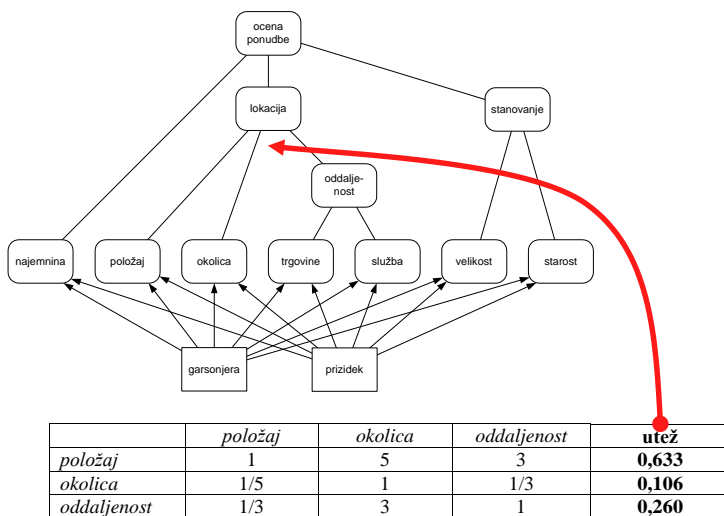 ocena
ponudbe
lokacija
stanovanje
oddalje-
nost
najemnina
položaj
okolica
trgovine
služba
velikost
starost
garsonjera
prizidek
položaj okolica oddaljenost utež
položaj 1 5 3 0,633
okolica 1/5 1 1/3 0,106
oddaljenost 1/3 3 1 0,260